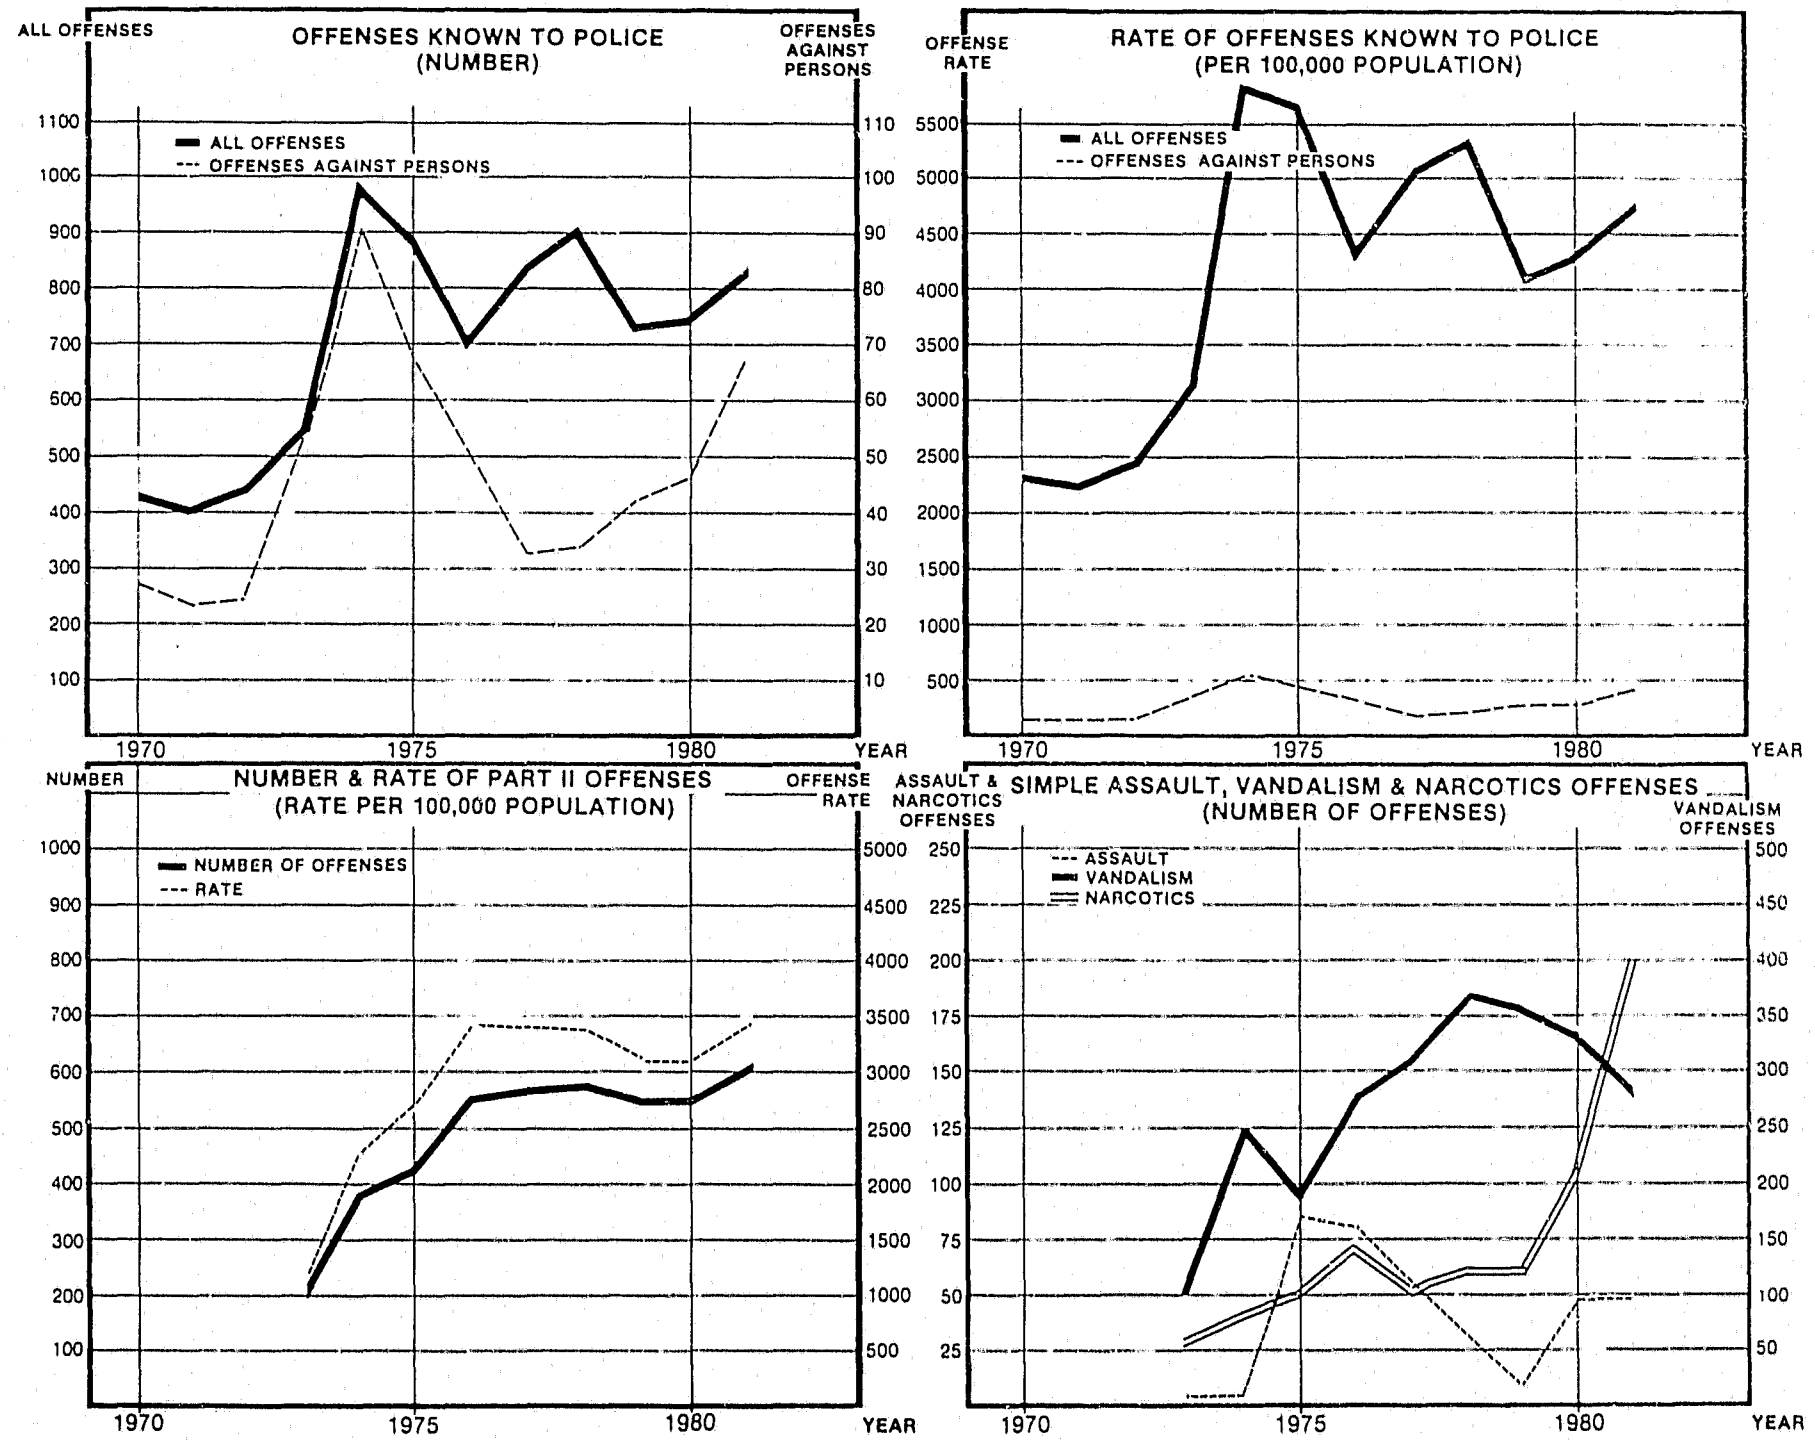 ALL OFFENSES
OFFENSES KNOWN TO POLICE
(NUMBER)
OFFENSES
AGAINST
PERSONS
1100
1000
900
800
700
600
500
400
300
200
100
110
100
90
80
70
60
50
40
30
20
10
ALL OFFENSES
OFFENSES AGAINST PERSONS
1970
1975
1980
YEAR
OFFENSE
RATE
RATE OF OFFENSES KNOWN TO POLICE
(PER 100,000 POPULATION)
5500
5000
4500
4000
3500
3000
2500
2000
1500
1000
500
ALL OFFENSES
OFFENSES AGAINST PERSONS
1970
1975
1980
YEAR
NUMBER
NUMBER & RATE OF PART II OFFENSES
(RATE PER 100,000 POPULATION)
OFFENSE
RATE
1000
900
800
700
600
500
400
300
200
100
5000
4500
4000
3500
3000
2500
2000
1500
1000
500
NUMBER OF OFFENSES
RATE
1970
1975
1980
YEAR
ASSAULT &
NARCOTICS
OFFENSES
SIMPLE ASSAULT, VANDALISM & NARCOTICS OFFENSES
(NUMBER OF OFFENSES)
VANDALISM
OFFENSES
250
225
200
175
150
125
100
75
50
25
500
450
400
350
300
250
200
150
100
50
ASSAULT
VANDALISM
NARCOTICS
1970
1975
1980
YEAR